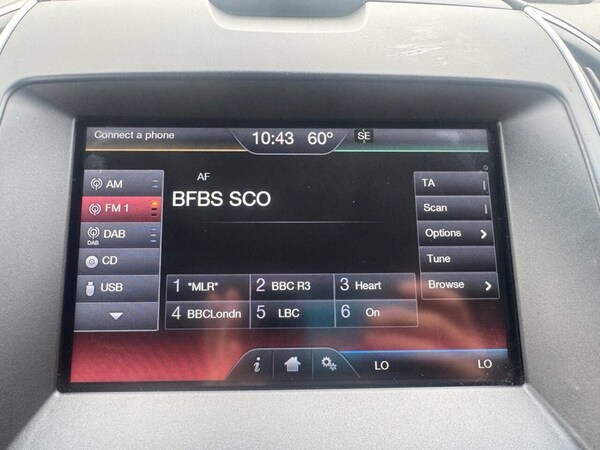 Connect a phone
10:43 60° SE
AM
FM 1
DAB
DAB
CD
USB
AF
BFBS SCO
1 *MLR* 2 BBC R3 3 Heart
4 BBCLondn 5 LBC 6 On
TA
Scan
Options
Tune
Browse
i LO LO